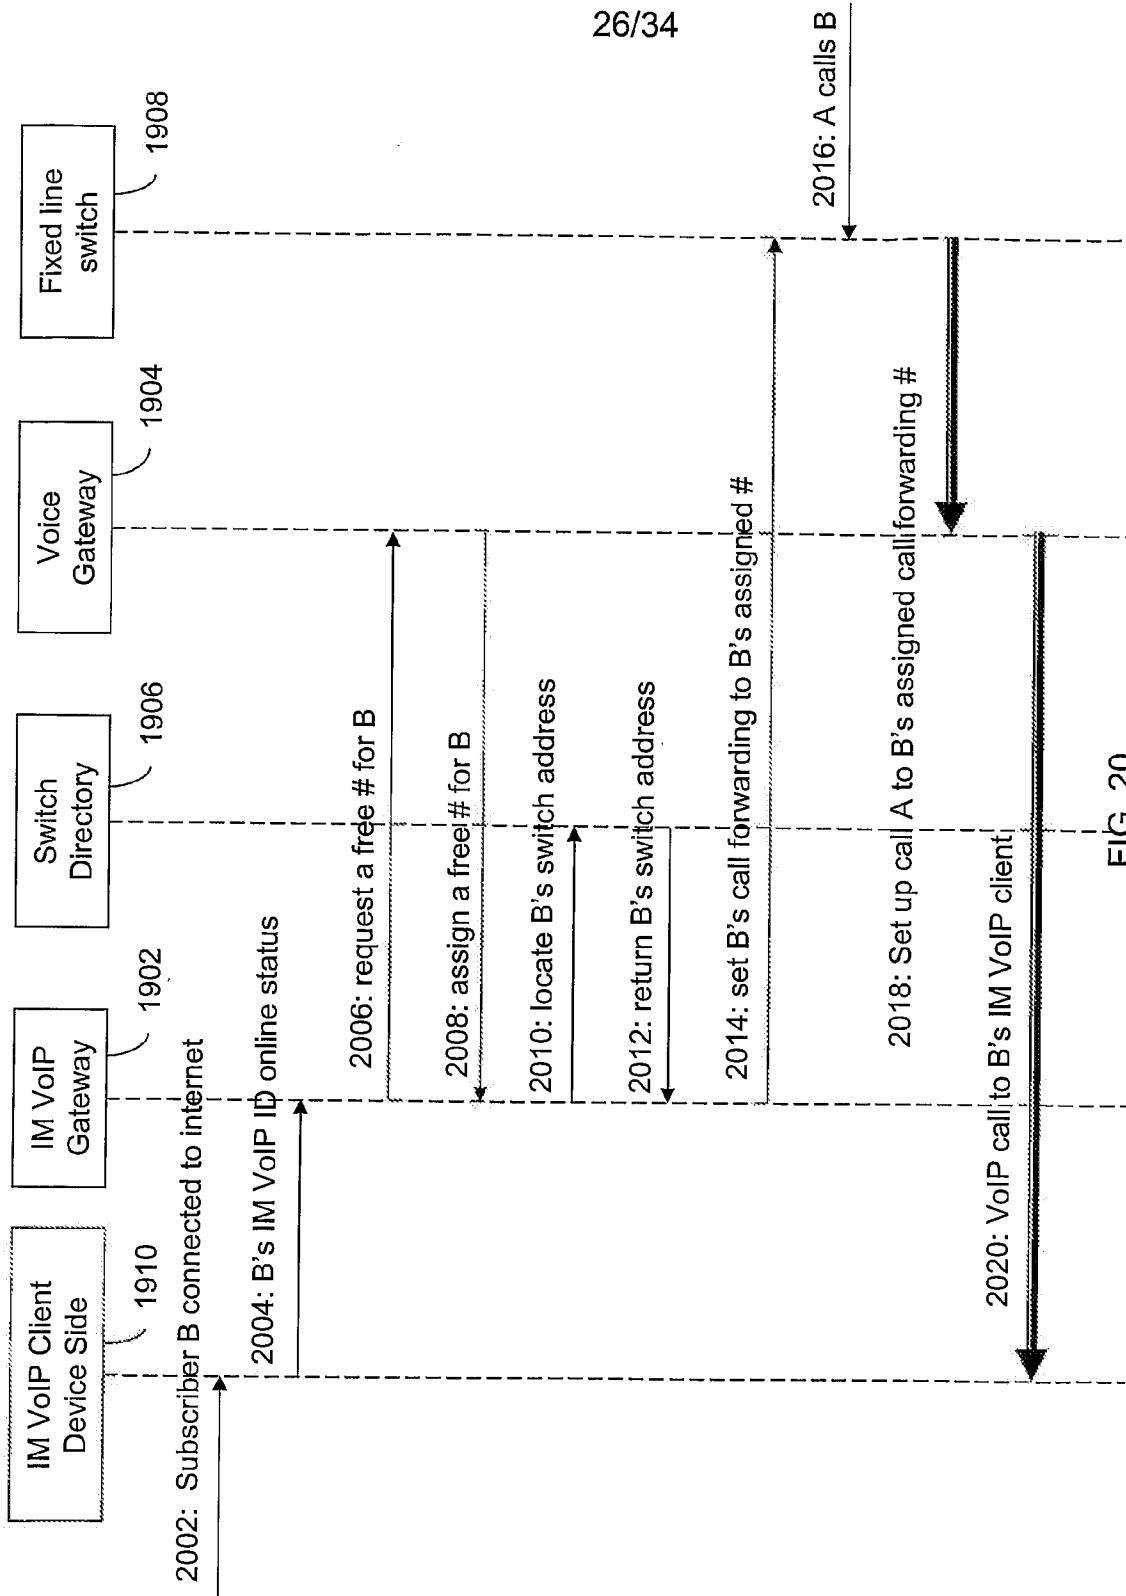 26/34
IM VoIP Client
Device Side
1910
IM VoIP
Gateway
1902
Switch
Directory
1906
Voice
Gateway
1904
Fixed line
switch
1908
2002: Subscriber B connected to internet
2004: B's IM VoIP ID online status
2006: request a free # for B
2008: assign a free # for B
2010: locate B's switch address
2012: return B's switch address
2014: set B's call forwarding to B's assigned #
2016: A calls B
2018: Set up call A to B's assigned call forwarding #
2020: VoIP call to B's IM VoIP client
FIG. 20